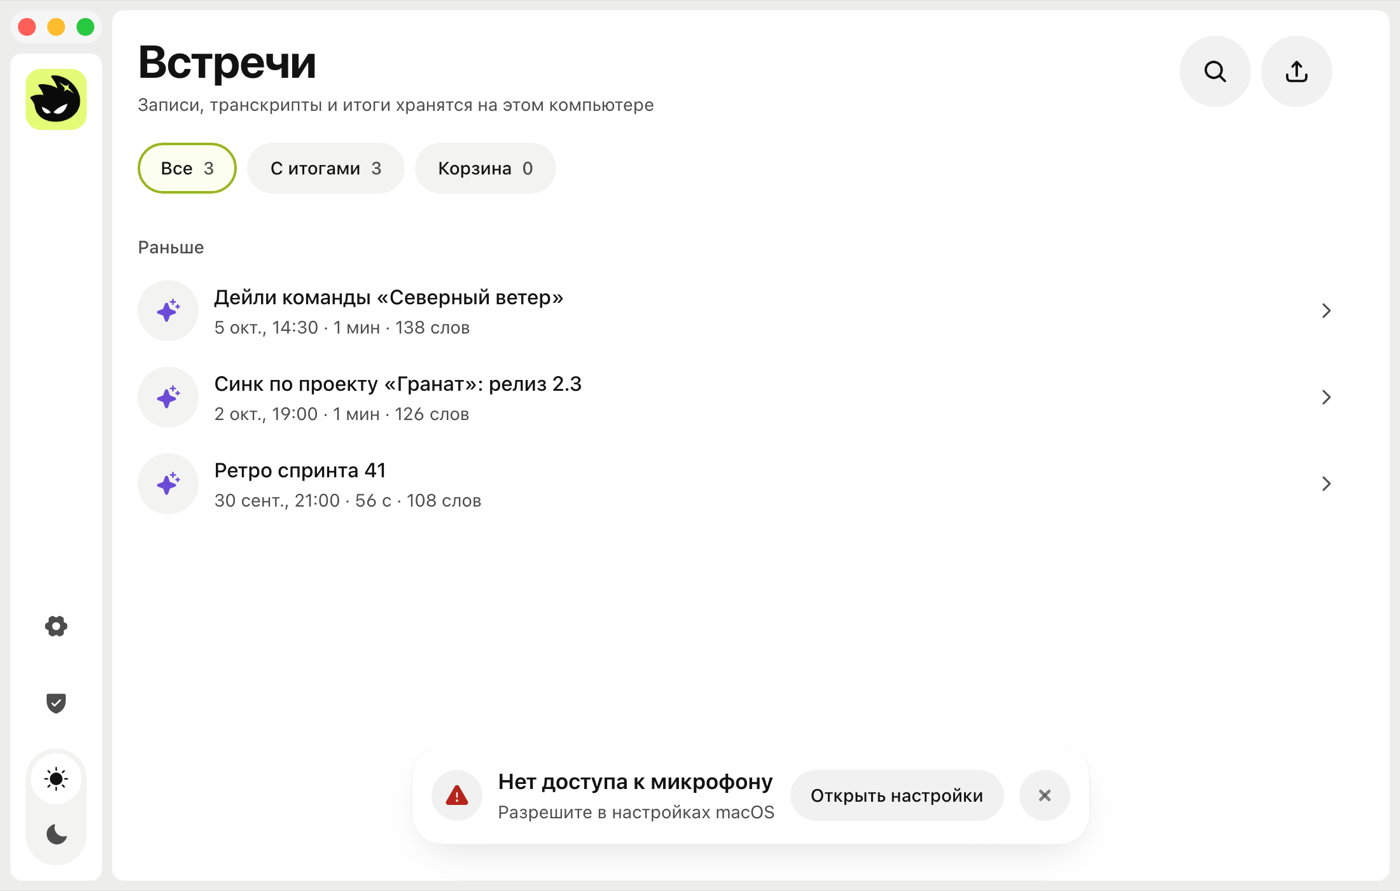 Встречи
Записи, транскрипты и итоги хранятся на этом компьютере
Все 3
С итогами 3
Корзина 0
Раньше
Дейли команды «Северный ветер»
5 окт., 14:30 · 1 мин · 138 слов
Синк по проекту «Гранат»: релиз 2.3
2 окт., 19:00 · 1 мин · 126 слов
Ретро спринта 41
30 сент., 21:00 · 56 с · 108 слов
Нет доступа к микрофону
Разрешите в настройках macOS
Открыть настройки